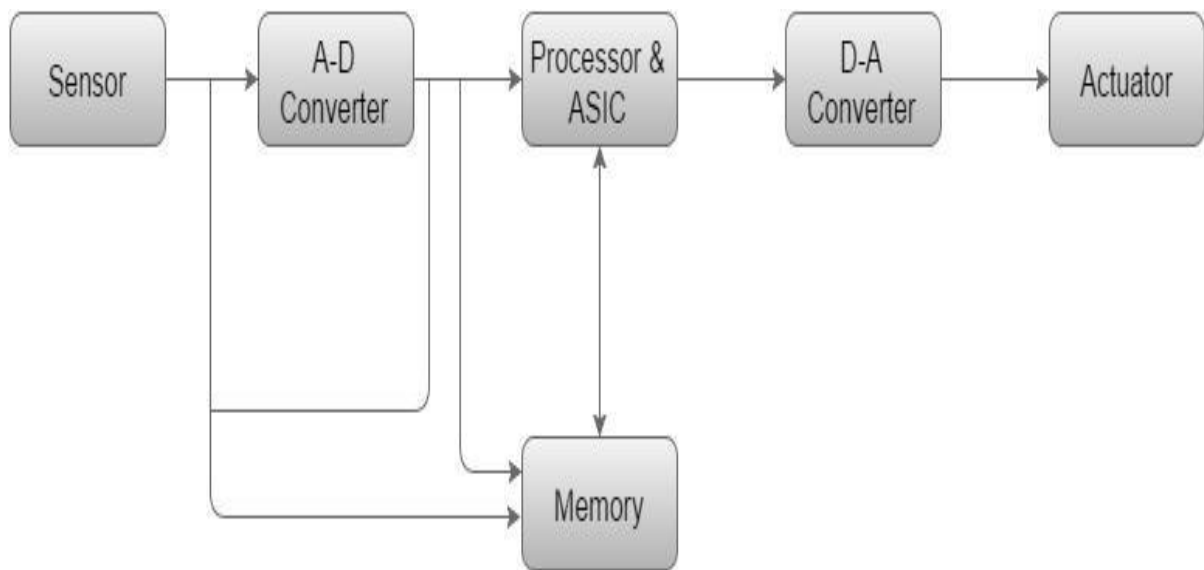 Sensor
A-D
Converter
Processor &
ASIC
D-A
Converter
Actuator
Memory